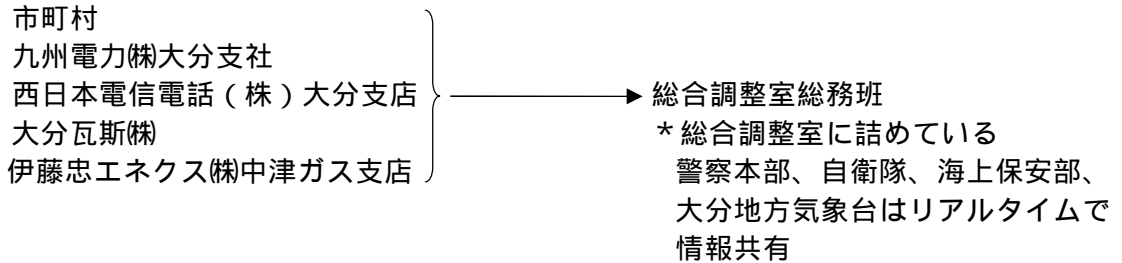 市町村
九州電力㈱大分支社
西日本電信電話（株）大分支店
大分瓦斯㈱
伊藤忠エネクス㈱中津ガス支店
総合調整室総務班
＊総合調整室に詰めている
警察本部、自衛隊、海上保安部、
大分地方気象台はリアルタイムで
情報共有